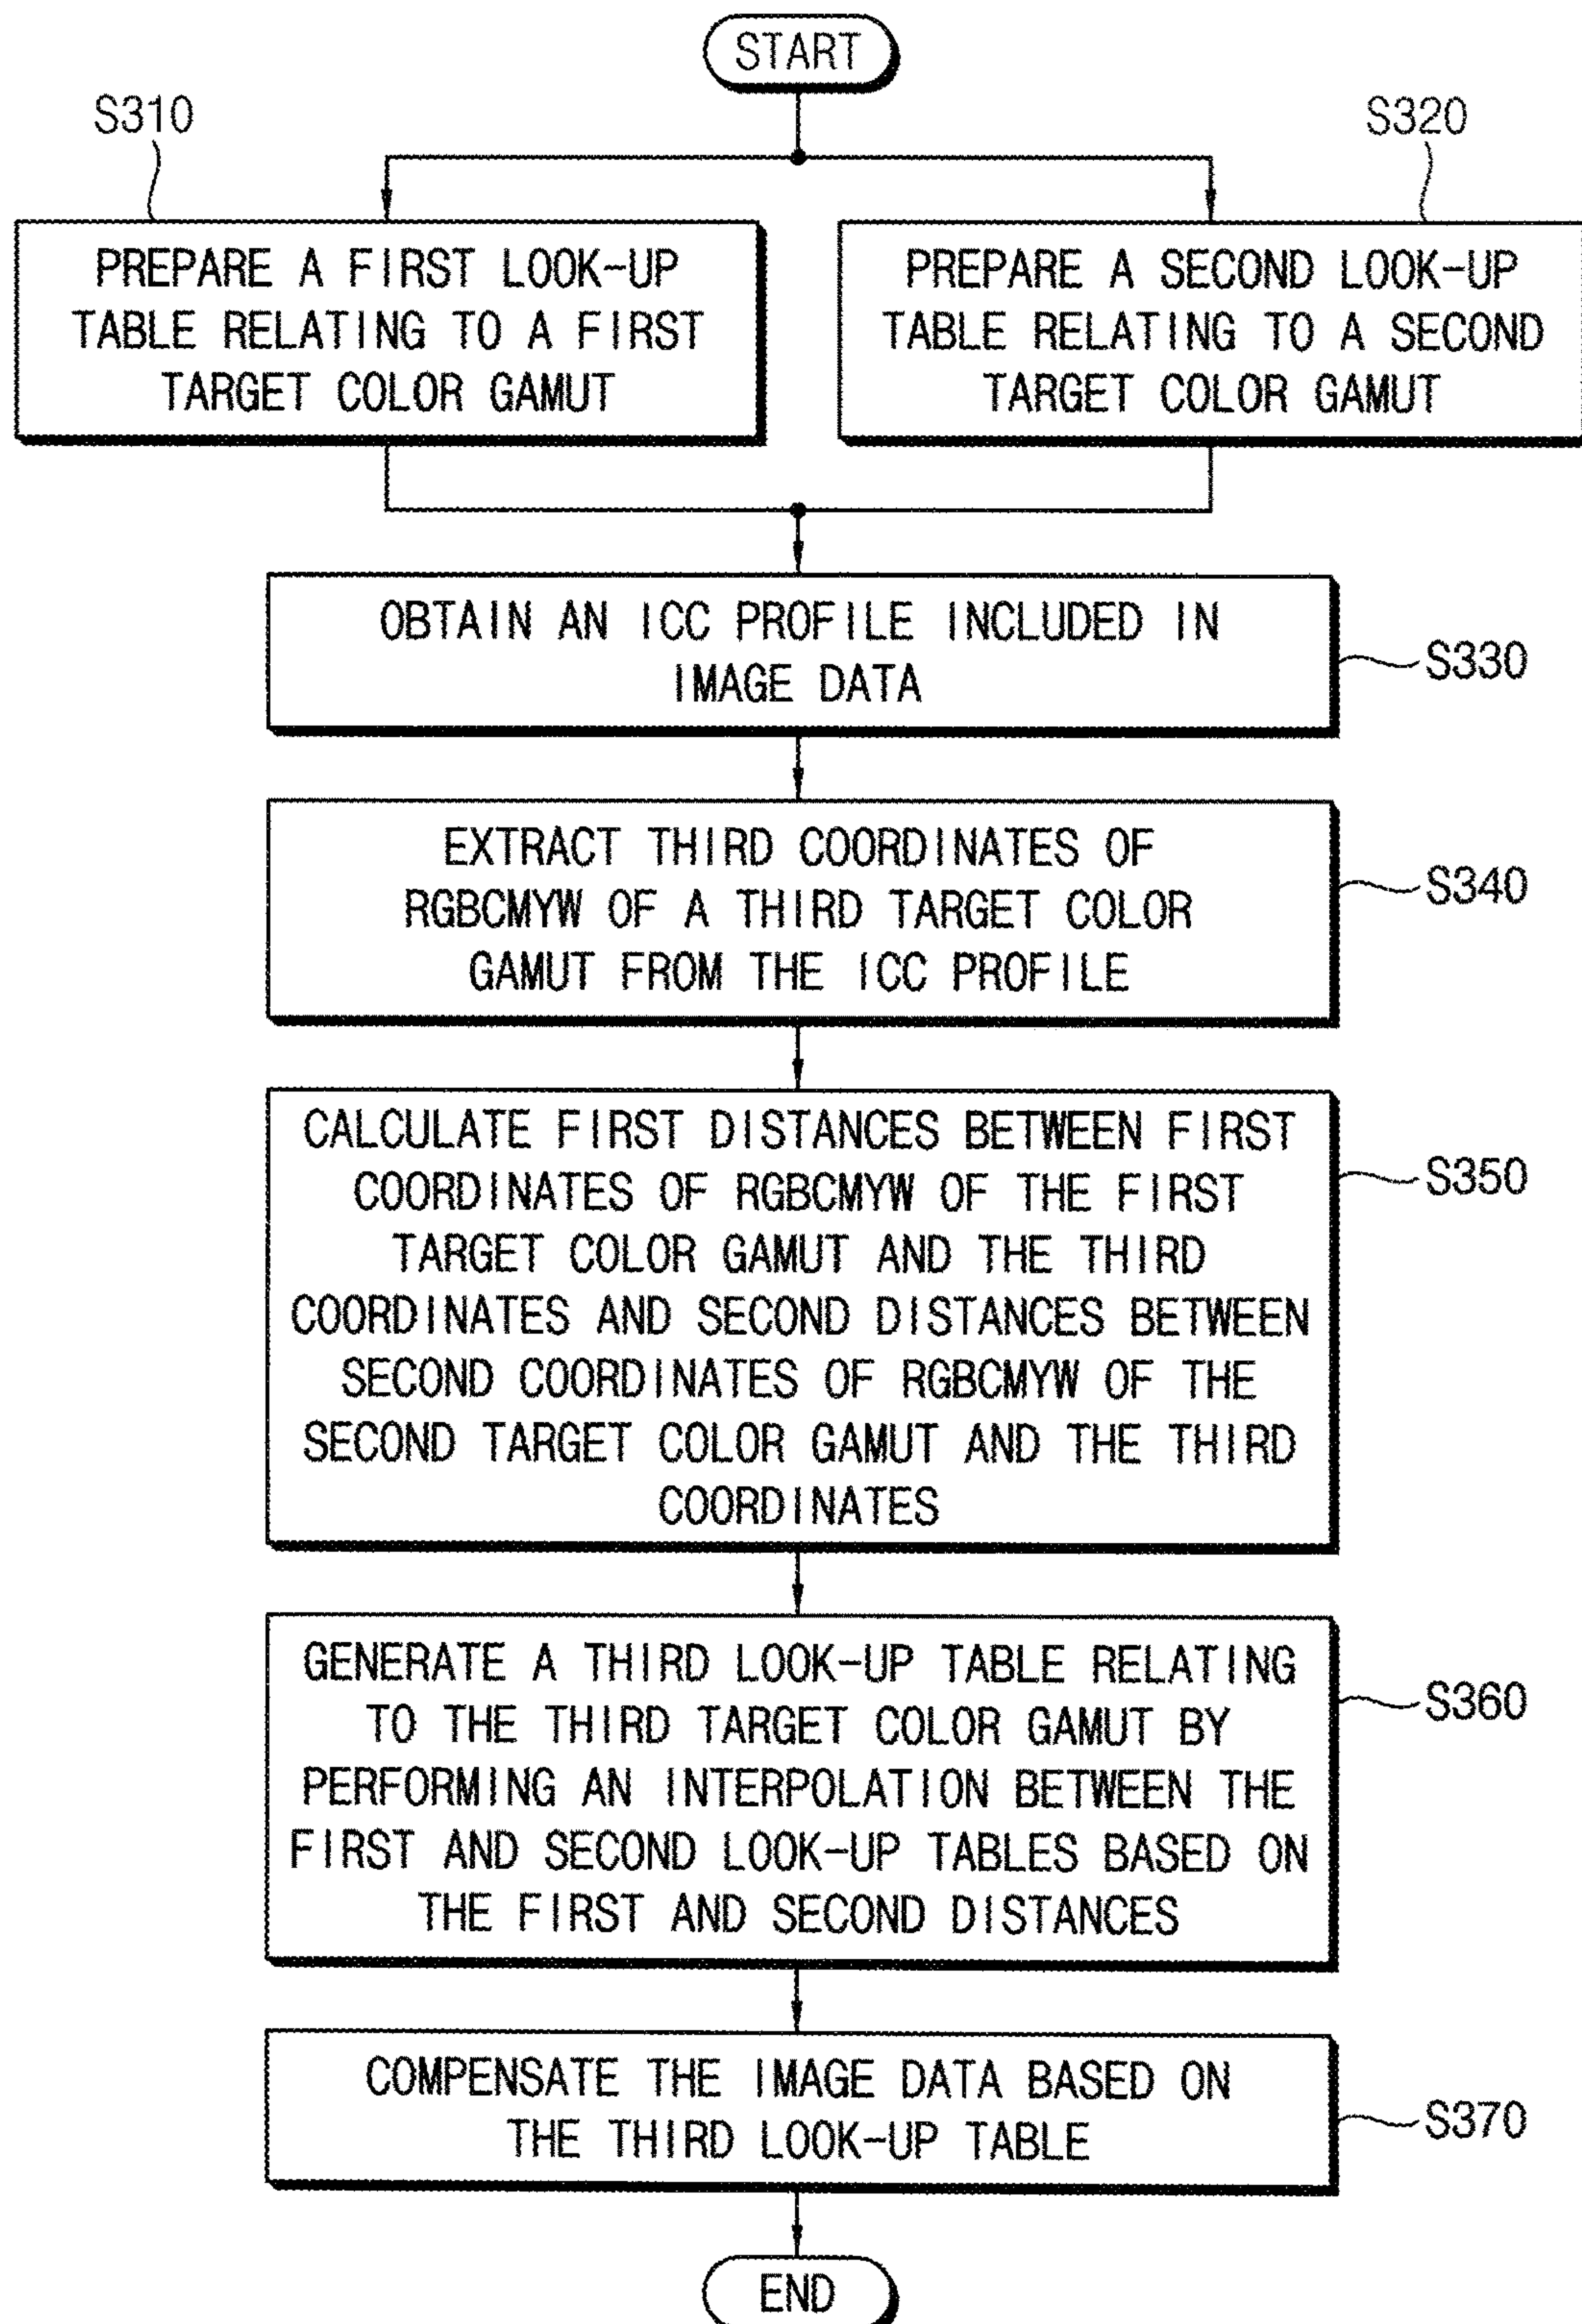 START
S310
S320
PREPARE A FIRST LOOK-UP
TABLE RELATING TO A FIRST
TARGET COLOR GAMUT
PREPARE A SECOND LOOK-UP
TABLE RELATING TO A SECOND
TARGET COLOR GAMUT
OBTAIN AN ICC PROFILE INCLUDED IN
IMAGE DATA
S330
EXTRACT THIRD COORDINATES OF
RGBCMYW OF A THIRD TARGET COLOR
GAMUT FROM THE ICC PROFILE
S340
CALCULATE FIRST DISTANCES BETWEEN FIRST
COORDINATES OF RGBCMYW OF THE FIRST
TARGET COLOR GAMUT AND THE THIRD
COORDINATES AND SECOND DISTANCES BETWEEN
SECOND COORDINATES OF RGBCMYW OF THE
SECOND TARGET COLOR GAMUT AND THE THIRD
COORDINATES
S350
GENERATE A THIRD LOOK-UP TABLE RELATING
TO THE THIRD TARGET COLOR GAMUT BY
PERFORMING AN INTERPOLATION BETWEEN THE
FIRST AND SECOND LOOK-UP TABLES BASED ON
THE FIRST AND SECOND DISTANCES
S360
COMPENSATE THE IMAGE DATA BASED ON
THE THIRD LOOK-UP TABLE
S370
END